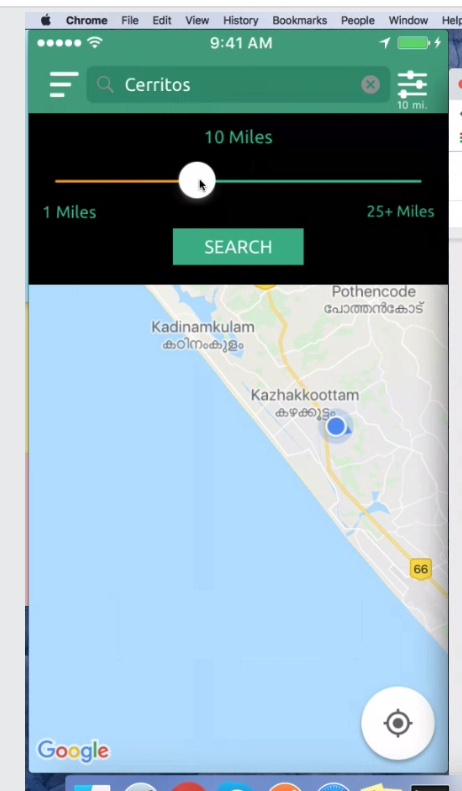 Chrome File Edit View History Bookmarks People Window Help
9:41 AM
Cerritos
10 mi.
10 Miles
1 Miles
25+ Miles
SEARCH
Pothencode
പോത്തൻകോട്
Kadinamkulam
കഠിനംകുളം
Kazhakkoottam
കഴക്കൂട്ടം
66
Google